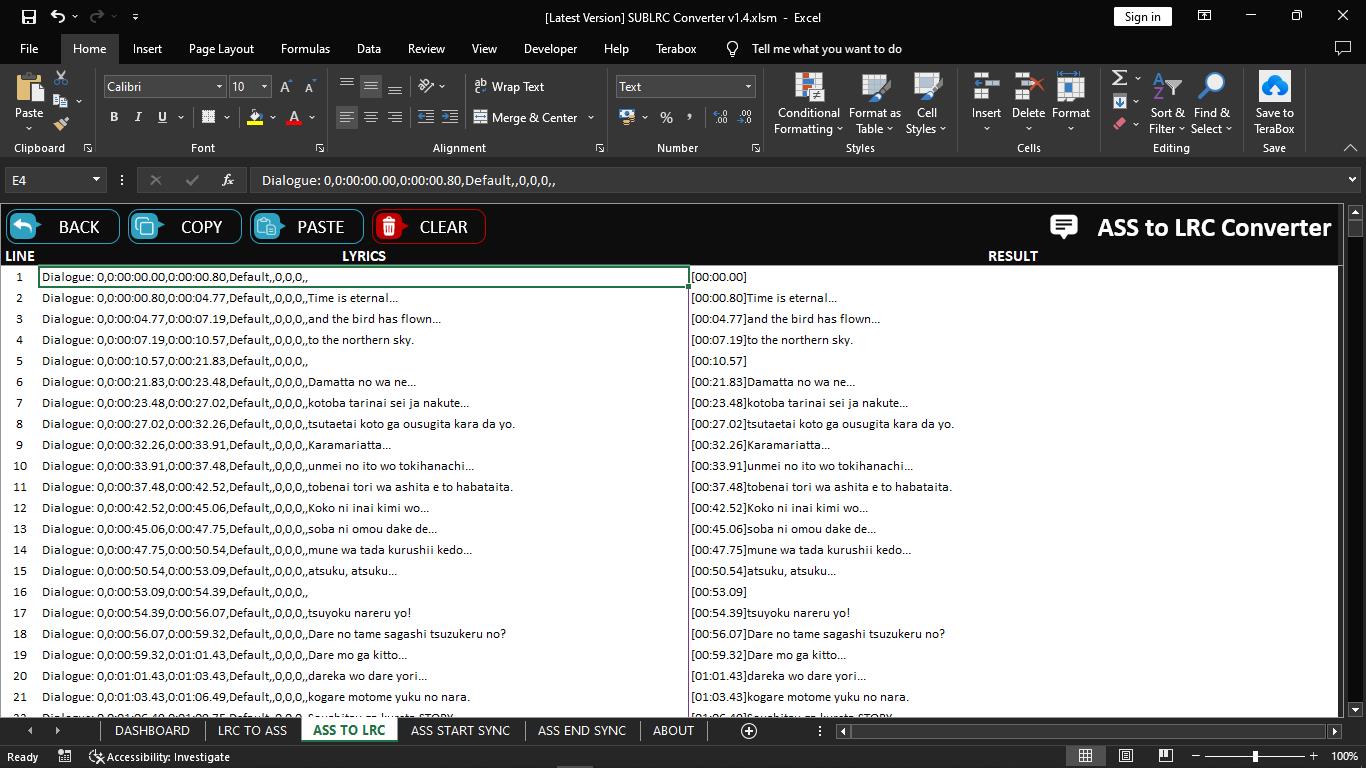 [Latest Version] SUBLRC Converter v1.4.xlsm - Excel
Sign in
File Home Insert Page Layout Formulas Data Review View Developer Help Terabox Tell me what you want to do
Paste
Clipboard
Calibri 10
B I U
Font
Wrap Text
Merge & Center
Alignment
Text
Number
Conditional Formatting
Format as Table
Cell Styles
Styles
Insert Delete Format
Cells
Sort & Filter
Find & Select
Editing
Save to TeraBox
Save
E4 fx Dialogue: 0,0:00:00.00,0:00:00.80,Default,,0,0,0,,
BACK COPY PASTE CLEAR ASS to LRC Converter
LINE LYRICS RESULT
1 Dialogue: 0,0:00:00.00,0:00:00.80,Default,,0,0,0,, [00:00.00]
2 Dialogue: 0,0:00:00.80,0:00:04.77,Default,,0,0,0,,Time is eternal... [00:00.80]Time is eternal...
3 Dialogue: 0,0:00:04.77,0:00:07.19,Default,,0,0,0,,and the bird has flown... [00:04.77]and the bird has flown...
4 Dialogue: 0,0:00:07.19,0:00:10.57,Default,,0,0,0,,to the northern sky. [00:07.19]to the northern sky.
5 Dialogue: 0,0:00:10.57,0:00:21.83,Default,,0,0,0,, [00:10.57]
6 Dialogue: 0,0:00:21.83,0:00:23.48,Default,,0,0,0,,Damatta no wa ne... [00:21.83]Damatta no wa ne...
7 Dialogue: 0,0:00:23.48,0:00:27.02,Default,,0,0,0,,kotoba tarinai sei ja nakute... [00:23.48]kotoba tarinai sei ja nakute...
8 Dialogue: 0,0:00:27.02,0:00:32.26,Default,,0,0,0,,tsutaetai koto ga ousugita kara da yo. [00:27.02]tsutaetai koto ga ousugita kara da yo.
9 Dialogue: 0,0:00:32.26,0:00:33.91,Default,,0,0,0,,Karamariatta... [00:32.26]Karamariatta...
10 Dialogue: 0,0:00:33.91,0:00:37.48,Default,,0,0,0,,unmei no ito wo tokihanachi... [00:33.91]unmei no ito wo tokihanachi...
11 Dialogue: 0,0:00:37.48,0:00:42.52,Default,,0,0,0,,tobenai tori wa ashita e to habataita. [00:37.48]tobenai tori wa ashita e to habataita.
12 Dialogue: 0,0:00:42.52,0:00:45.06,Default,,0,0,0,,Koko ni inai kimi wo... [00:42.52]Koko ni inai kimi wo...
13 Dialogue: 0,0:00:45.06,0:00:47.75,Default,,0,0,0,,soba ni omou dake de... [00:45.06]soba ni omou dake de...
14 Dialogue: 0,0:00:47.75,0:00:50.54,Default,,0,0,0,,mune wa tada kurushii kedo... [00:47.75]mune wa tada kurushii kedo...
15 Dialogue: 0,0:00:50.54,0:00:53.09,Default,,0,0,0,,atsuku, atsuku... [00:50.54]atsuku, atsuku...
16 Dialogue: 0,0:00:53.09,0:00:54.39,Default,,0,0,0,, [00:53.09]
17 Dialogue: 0,0:00:54.39,0:00:56.07,Default,,0,0,0,,tsuyoku nareru yo! [00:54.39]tsuyoku nareru yo!
18 Dialogue: 0,0:00:56.07,0:00:59.32,Default,,0,0,0,,Dare no tame sagashi tsuzukeru no? [00:56.07]Dare no tame sagashi tsuzukeru no?
19 Dialogue: 0,0:00:59.32,0:01:01.43,Default,,0,0,0,,Dare mo ga kitto... [00:59.32]Dare mo ga kitto...
20 Dialogue: 0,0:01:01.43,0:01:03.43,Default,,0,0,0,,dareka wo dare yori... [01:01.43]dareka wo dare yori...
21 Dialogue: 0,0:01:03.43,0:01:06.49,Default,,0,0,0,,kogare motome yuku no nara. [01:03.43]kogare motome yuku no nara.
DASHBOARD LRC TO ASS ASS TO LRC ASS START SYNC ASS END SYNC ABOUT
Ready Accessibility: Investigate 100%